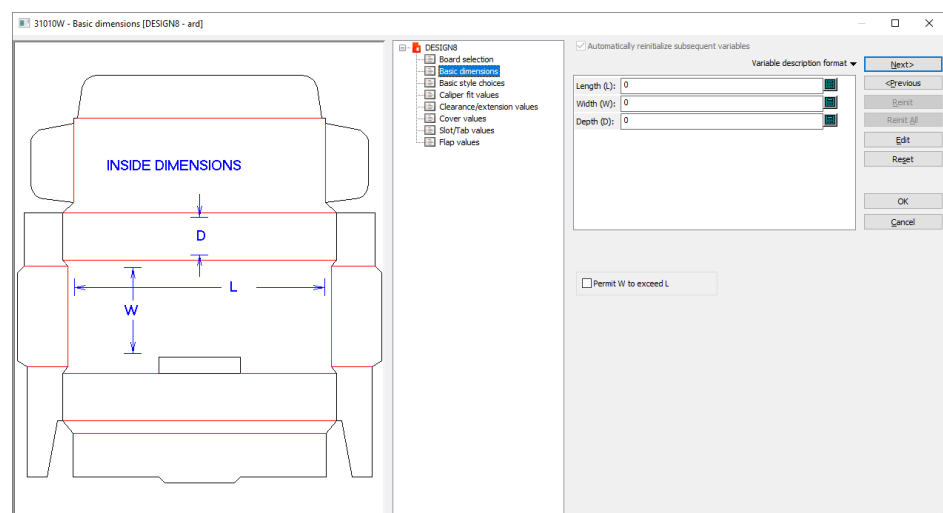 31010W - Basic dimensions [DESIGN8 - ard]
INSIDE DIMENSIONS
D
L
W
DESIGN8
Board selection
Basic dimensions
Basic style choices
Caliper fit values
Clearance/extension values
Cover values
Slot/Tab values
Flap values
Automatically reinitialize subsequent variables
Variable description format
Length (L): 0
Width (W): 0
Depth (D): 0
Permit W to exceed L
Next>
<Previous
Reinit
Reinit All
Edit
Reset
OK
Cancel